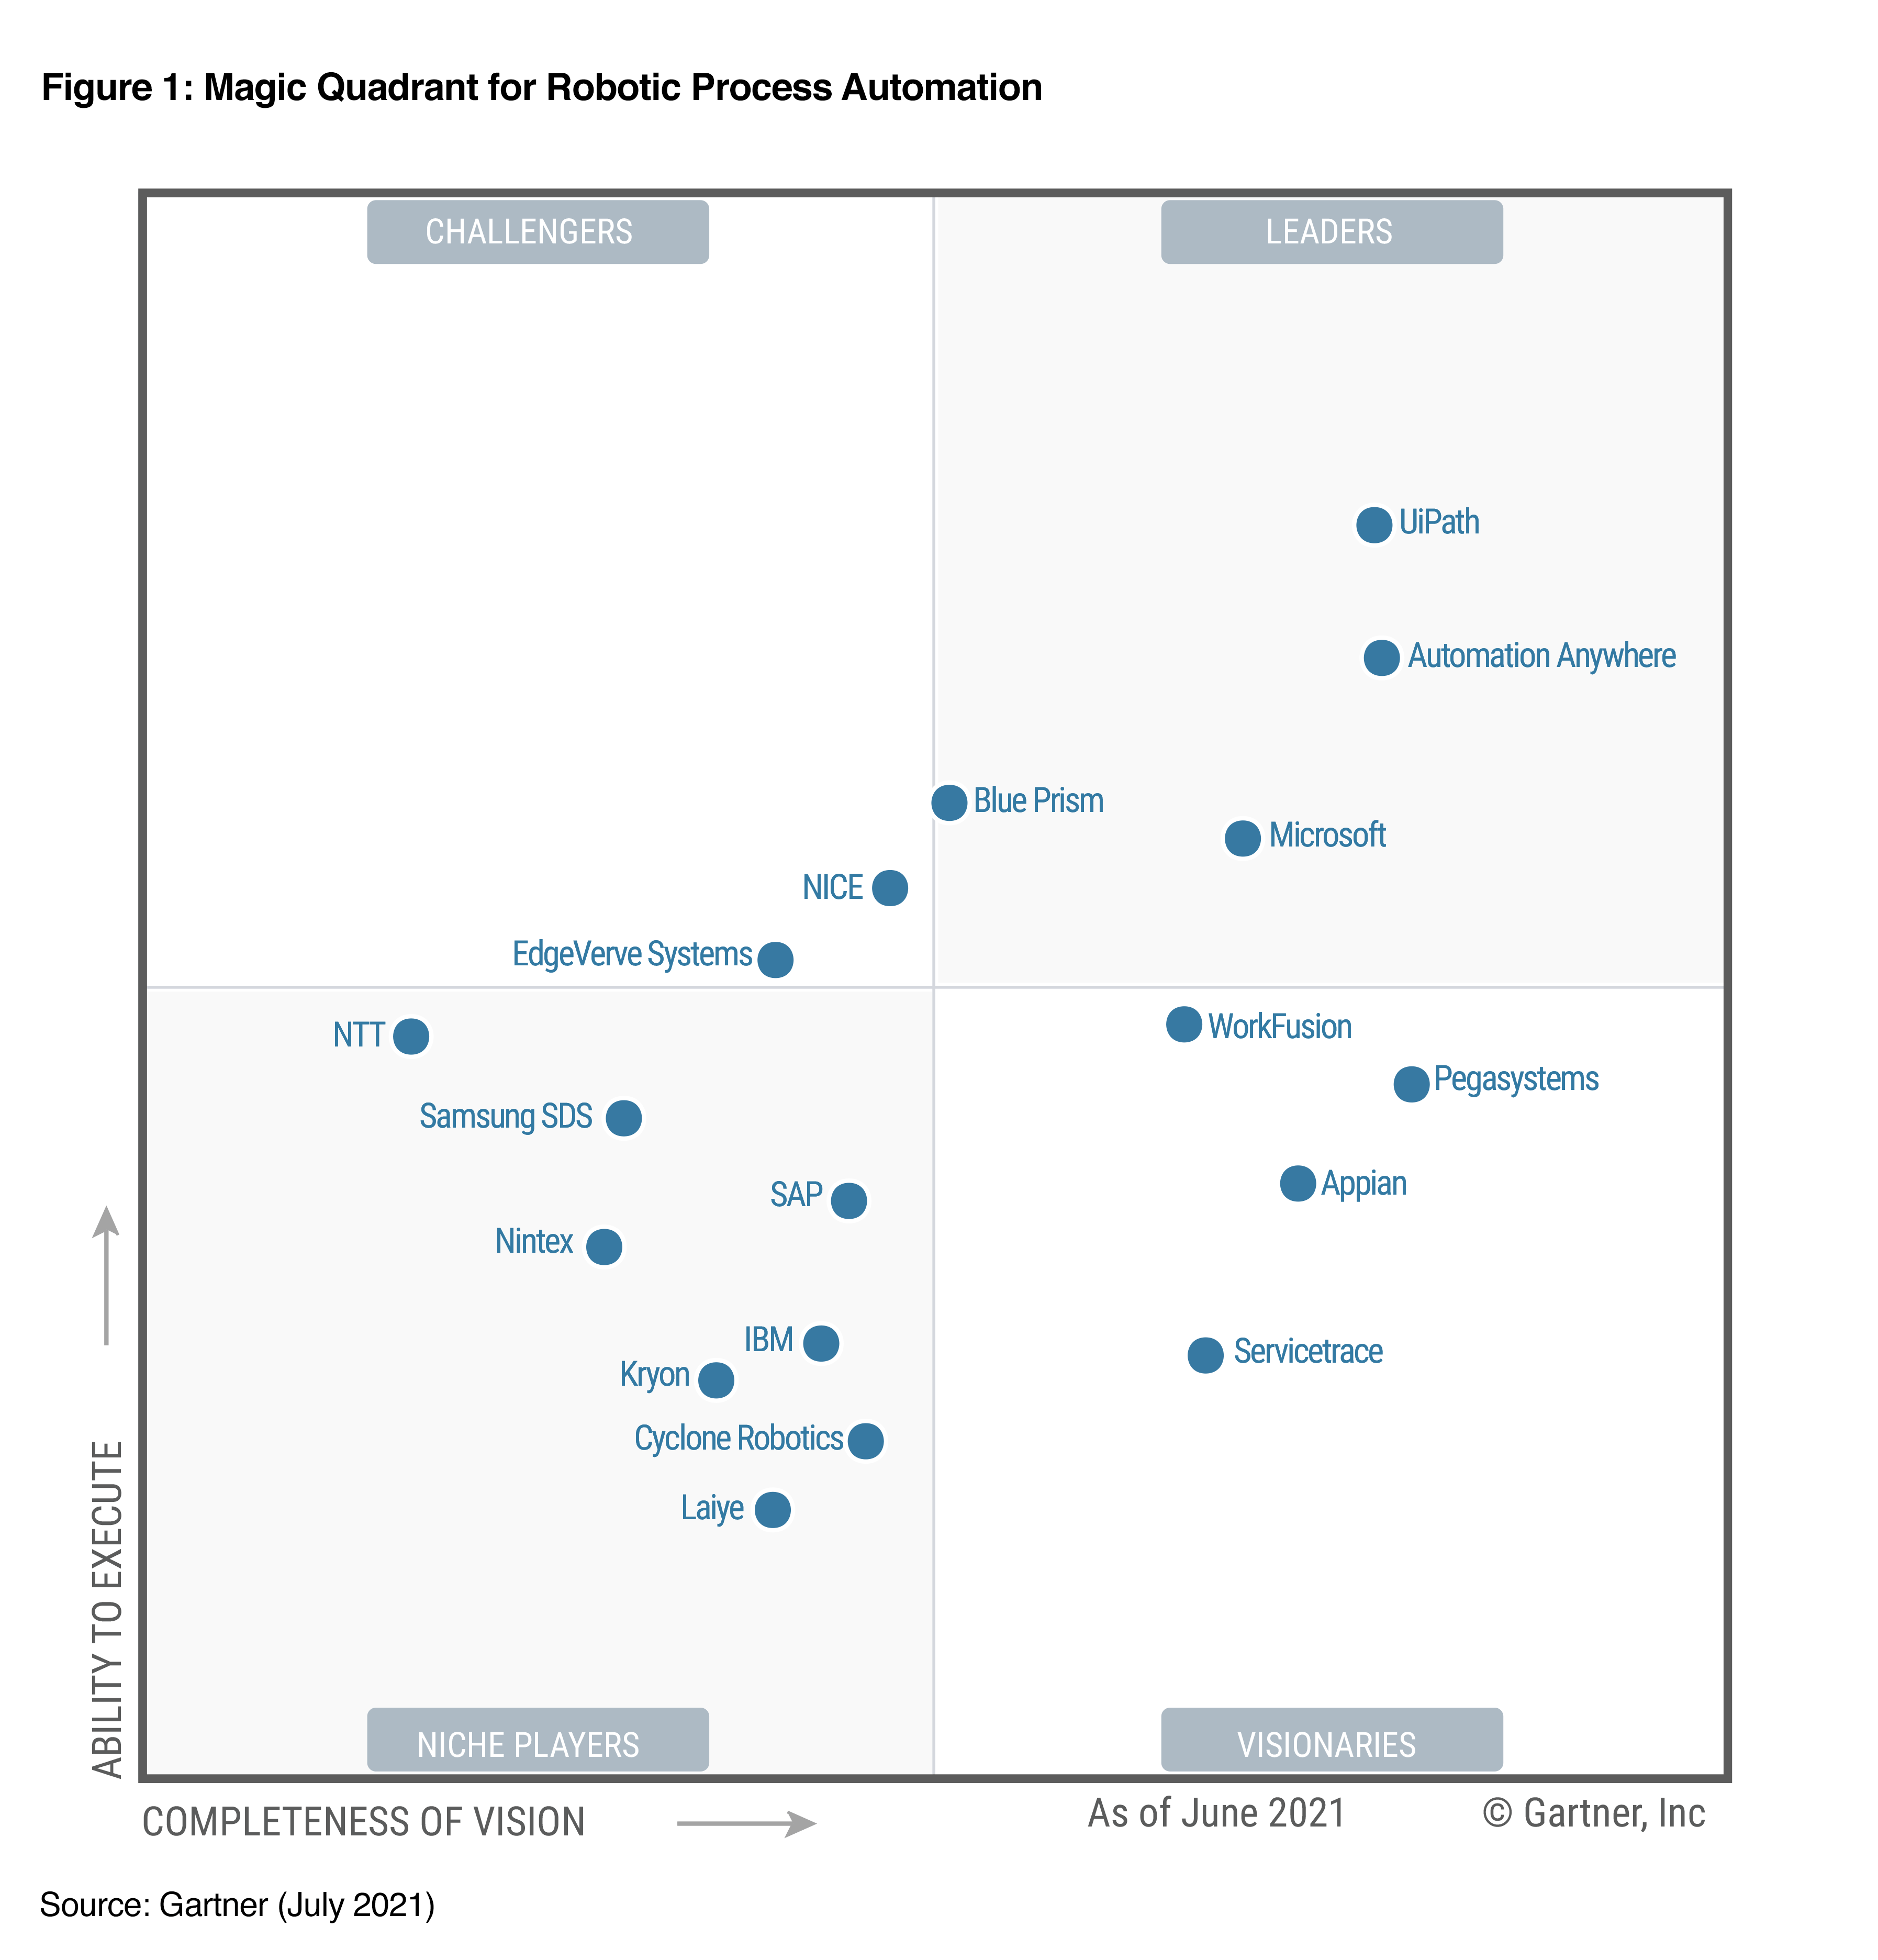 Figure 1: Magic Quadrant for Robotic Process Automation
CHALLENGERS
LEADERS
UiPath
Automation Anywhere
Blue Prism
Microsoft
NICE
EdgeVerve Systems
NTT
WorkFusion
Pegasystems
Samsung SDS
SAP
Appian
Nintex
IBM
Servicetrace
Kryon
Cyclone Robotics
Laiye
ABILITY TO EXECUTE
NICHE PLAYERS
VISIONARIES
COMPLETENESS OF VISION
As of June 2021
© Gartner, Inc
Source: Gartner (July 2021)